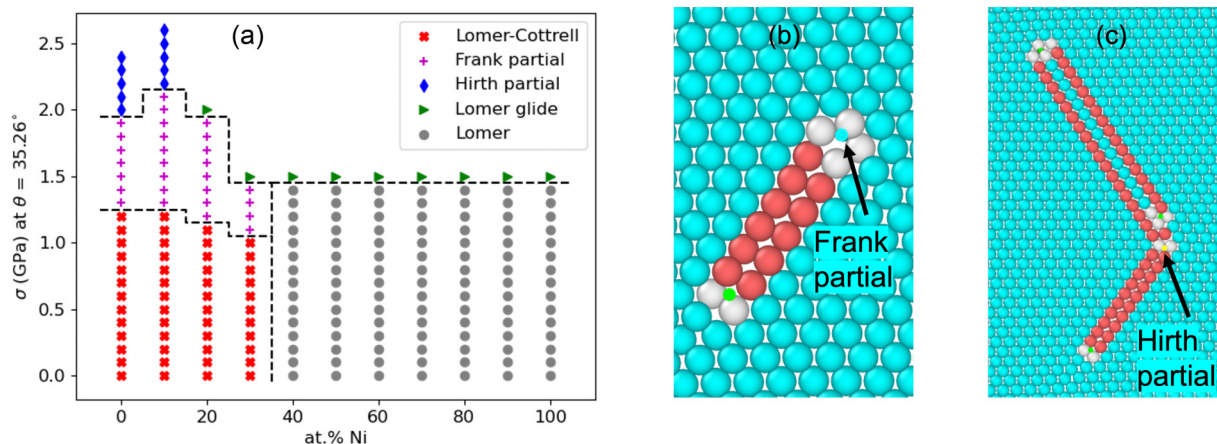 (a)
Lomer-Cottrell
Frank partial
Hirth partial
Lomer glide
Lomer
σ (GPa) at θ = 35.26°
2.5
2.0
1.5
1.0
0.5
0.0
0 20 40 60 80 100
at.% Ni
(b)
Frank
partial
(c)
Hirth
partial